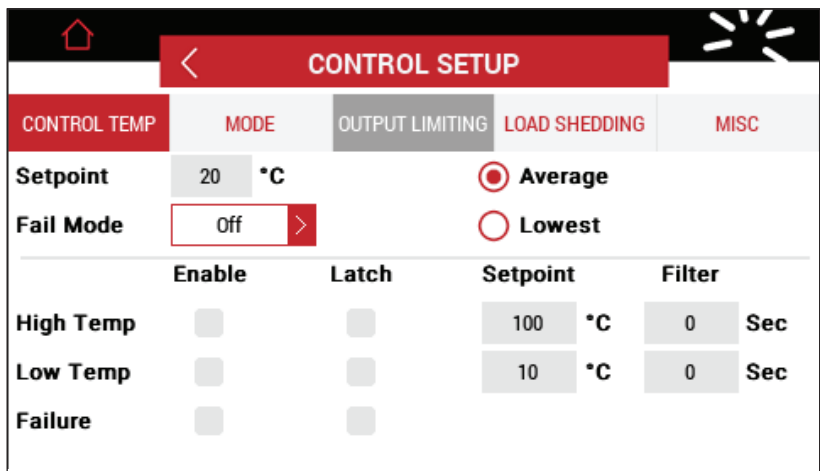 CONTROL SETUP
CONTROL TEMP MODE OUTPUT LIMITING LOAD SHEDDING MISC
Setpoint 20 °C Average
Fail Mode Off Lowest
Enable Latch Setpoint Filter
High Temp 100 °C 0 Sec
Low Temp 10 °C 0 Sec
Failure